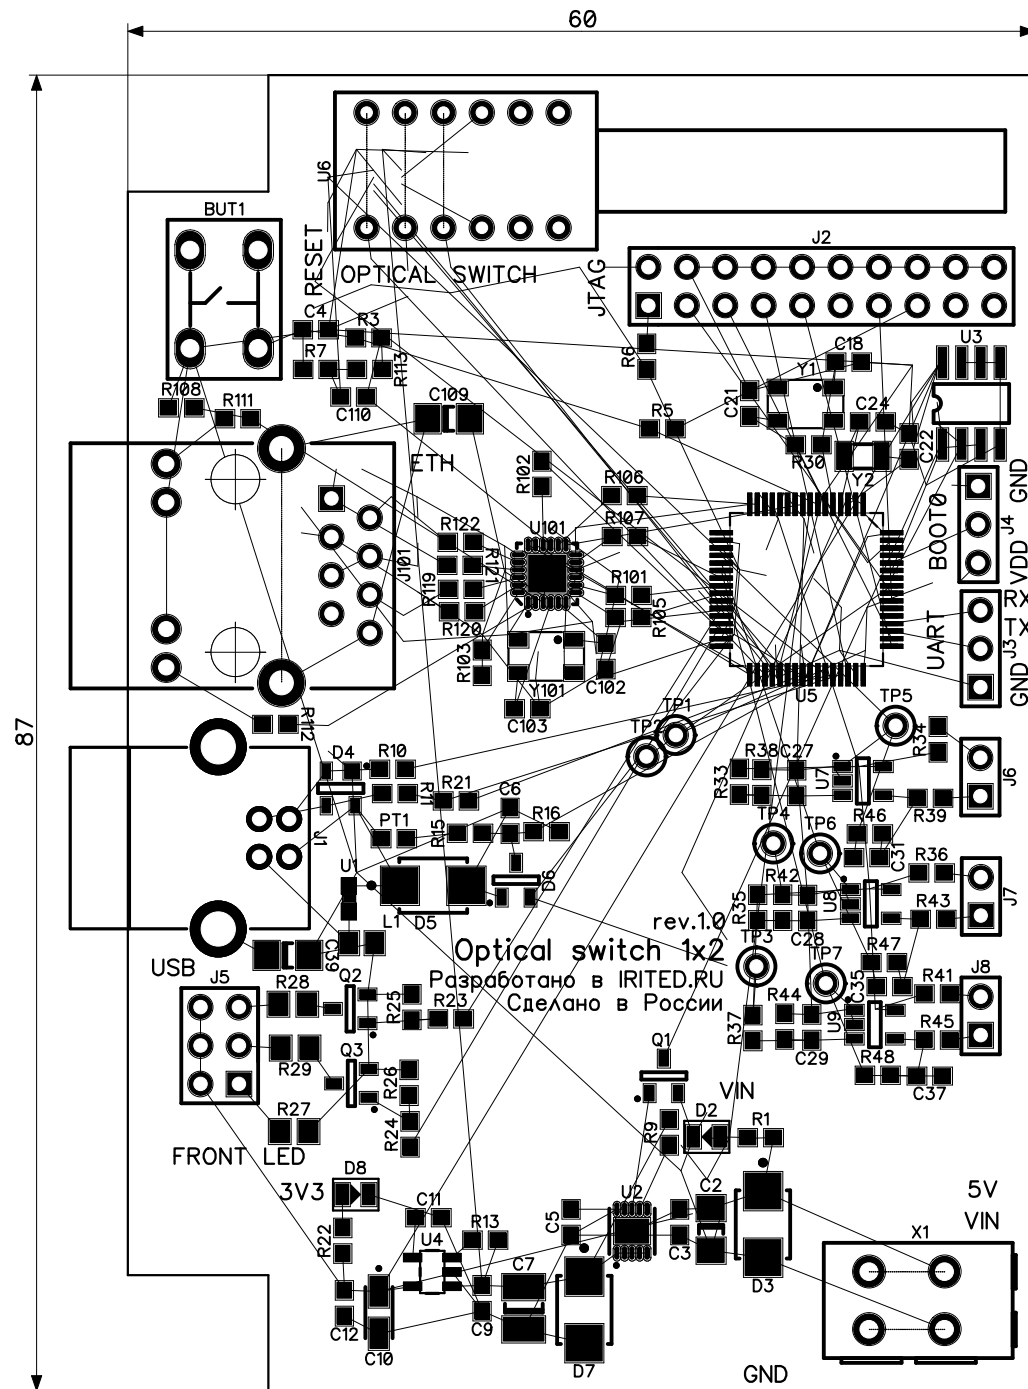 60
87
U6
BUT1
RESET
OPTICAL SWITCH
JTAG
J2
C4
R3
R7
R113
C110
R108
R111
C109
ETH
R6
R5
C18
Y1
C21
C24
R30
Y2
C22
U3
R102
R106
R107
U101
R122
R121
R119
R120
J101
R101
R105
R103
Y101
C102
C103
U5
BOOT0
GND
J4
VDD
RX
TX
UART
J3
GND
R112
TP1
TP2
TP5
R34
D4
R10
R11
R21
C6
R16
R15
PT1
J1
U1
L1
D5
D6
R33
R38
C27
U7
R39
J6
TP4
TP6
R46
C31
R36
R35
R42
U8
C28
R43
J7
rev.1.0
Optical switch 1x2
Разработано в IRITED.RU
Сделано в России
TP3
TP7
R47
C35
R41
J8
R37
R44
U9
C29
R45
R48
C37
USB
C39
J5
R28
Q2
R25
R23
R29
Q3
R26
R27
R24
FRONT LED
Q1
VIN
D2
R1
R9
3V3
D8
C11
R22
U4
R13
C5
U2
C2
C3
D3
C7
C9
C12
C10
D7
5V
VIN
X1
GND